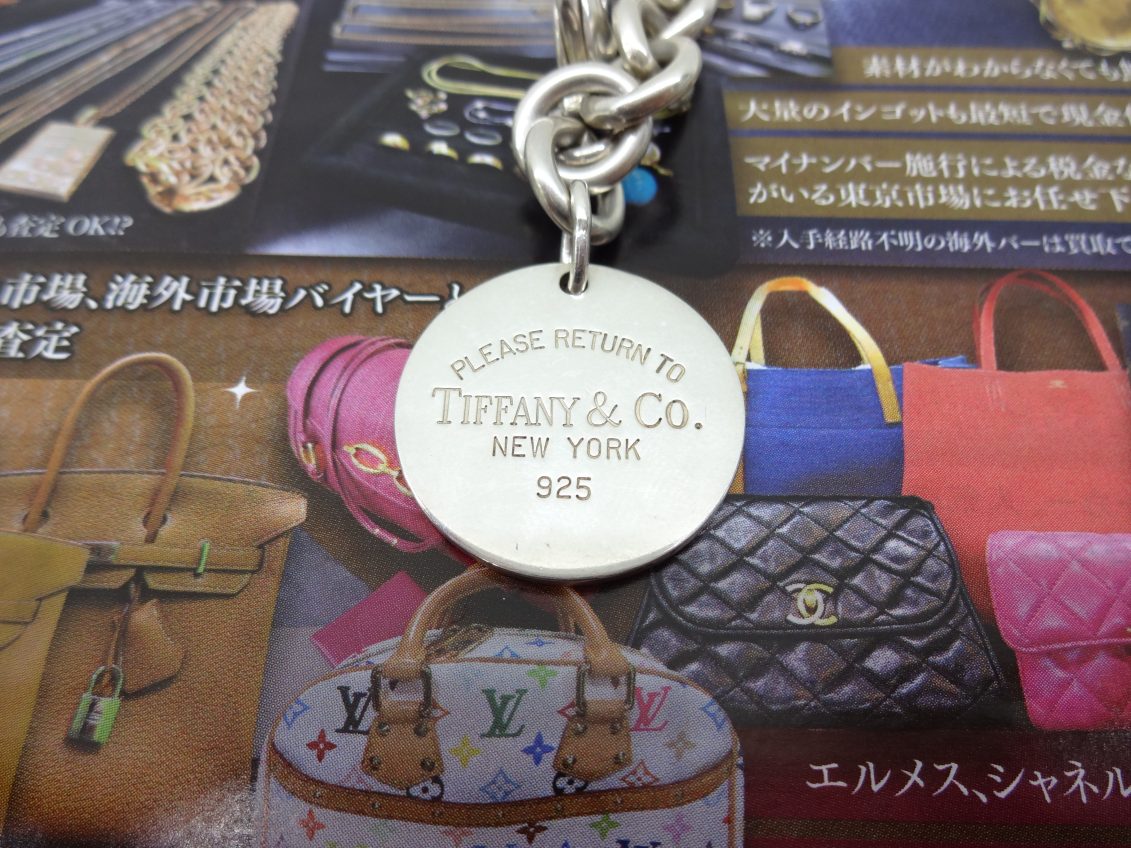 素材がわからなくても
大量のインゴットも最短で現金
マイナンバー施行による税金な
がいる東京市場にお任せ下
※入手経路不明の海外バーは買取で
査定OK!?
市場、海外市場バイヤー
査定
PLEASE RETURN TO
TIFFANY & CO.
NEW YORK
925
エルメス、シャネル